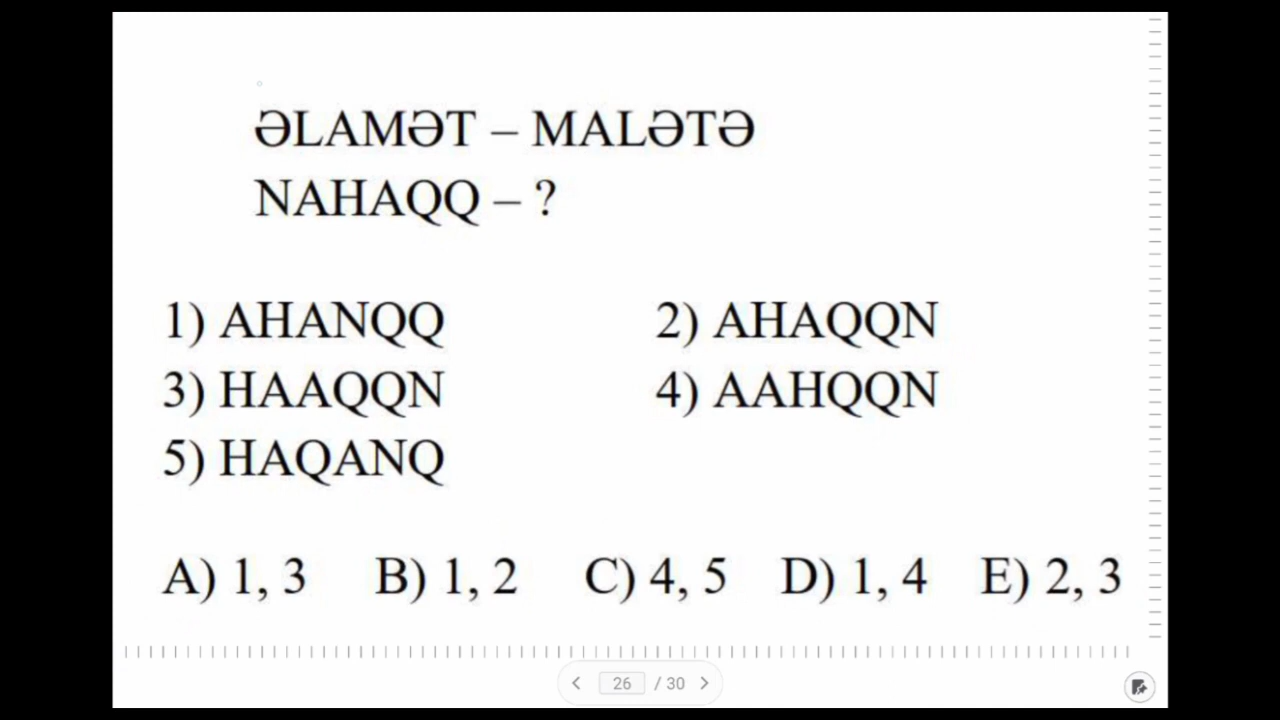 ƏLAMƏT – MALƏTƏ
NAHAQQ – ?
1) AHANQQ 2) AHAQQN
3) HAAQQN 4) AAHQQN
5) HAQANQ
A) 1, 3 B) 1, 2 C) 4, 5 D) 1, 4 E) 2, 3
26 / 30